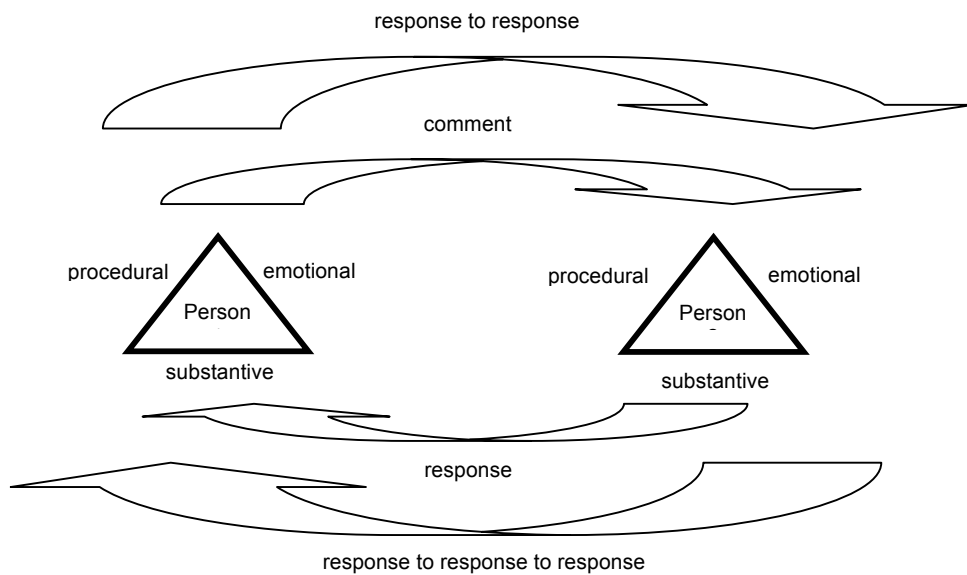 response to response
comment
procedural emotional procedural emotional
Person Person
substantive
substantive
response
response to response to response